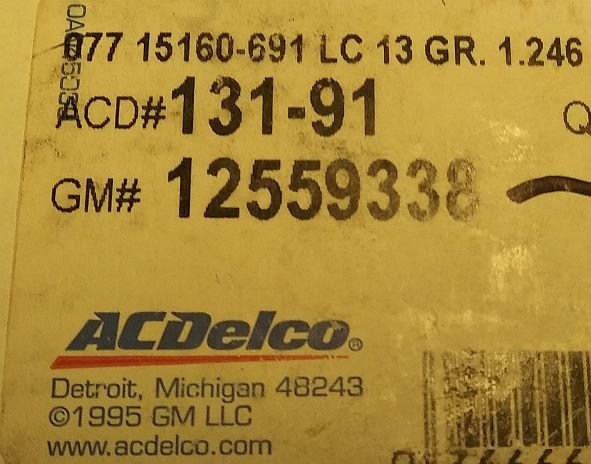 077 15160-691 LC 13 GR. 1.246
ACD# 131-91
GM# 12559338
ACDelco®
Detroit, Michigan 48243
©1995 GM LLC
www.acdelco.com